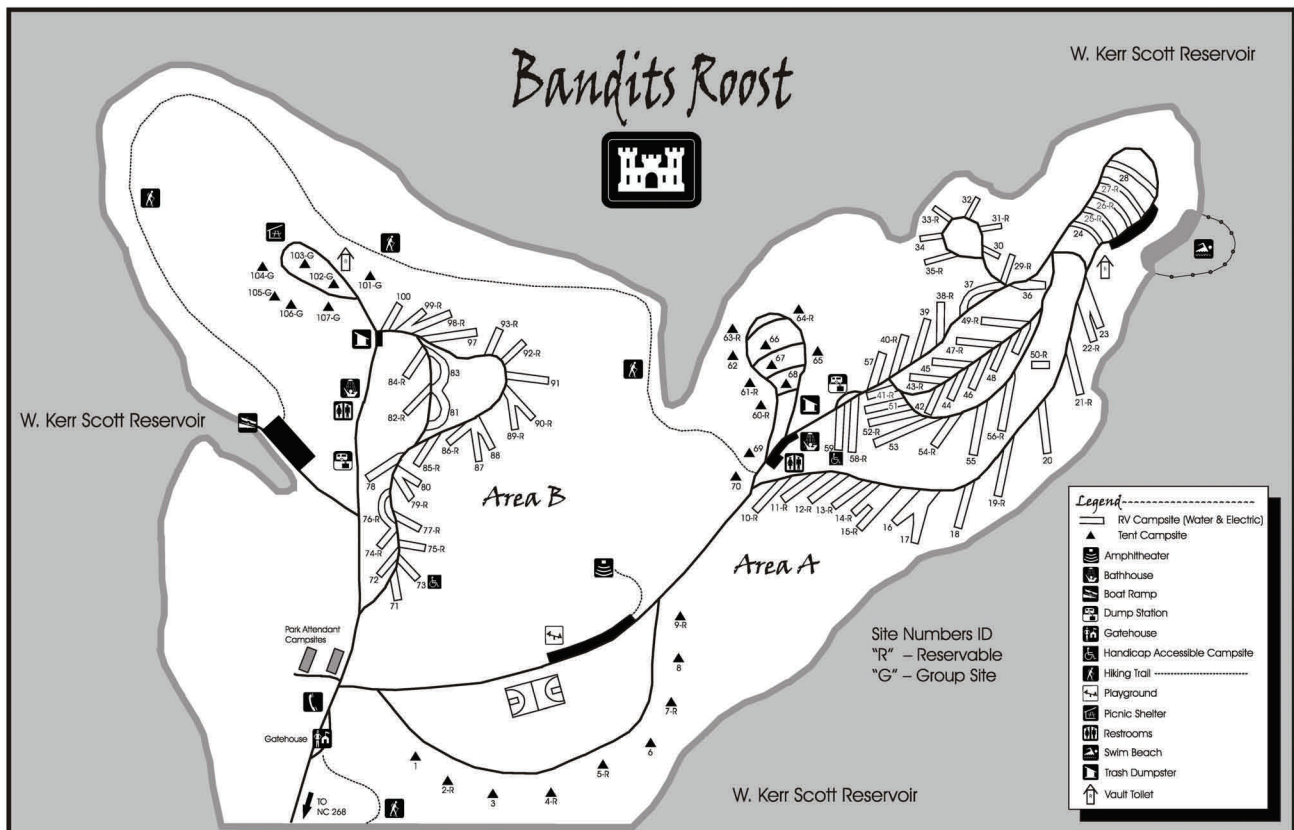 Bandits Roost
W. Kerr Scott Reservoir
W. Kerr Scott Reservoir
W. Kerr Scott Reservoir
103-G
104-G
102-G
101-G
105-G
106-G
107-G
100
99-R
98-R
97
93-R
92-R
91
90-R
89-R
88
87
86-R
85-R
84-R
83
82-R
81
80
79-R
78
77-R
76-R
75-R
74-R
73
72
71
Area B
Park Attendant
Campsites
Gatehouse
TO
NC 268
1
2-R
3
4-R
5-R
6
7-R
8
9-R
Area A
10-R
11-R
12-R
13-R
14-R
15-R
16
17
18
19-R
20
21-R
22-R
23
24
25-R
26-R
27-R
28
29-R
30
31-R
32
33-R
34
35-R
36
37
38-R
39
40-R
41-R
42
43-R
44
45
46
47-R
48
49-R
50-R
51
52-R
53
54-R
55
56-R
57
58-R
59
60-R
61-R
62
63-R
64-R
65
66
67
68
69
70
Site Numbers ID
"R" – Reservable
"G" – Group Site
Legend
RV Campsite (Water & Electric)
Tent Campsite
Amphitheater
Bathhouse
Boat Ramp
Dump Station
Gatehouse
Handicap Accessible Campsite
Hiking Trail
Playground
Picnic Shelter
Restrooms
Swim Beach
Trash Dumpster
Vault Toilet